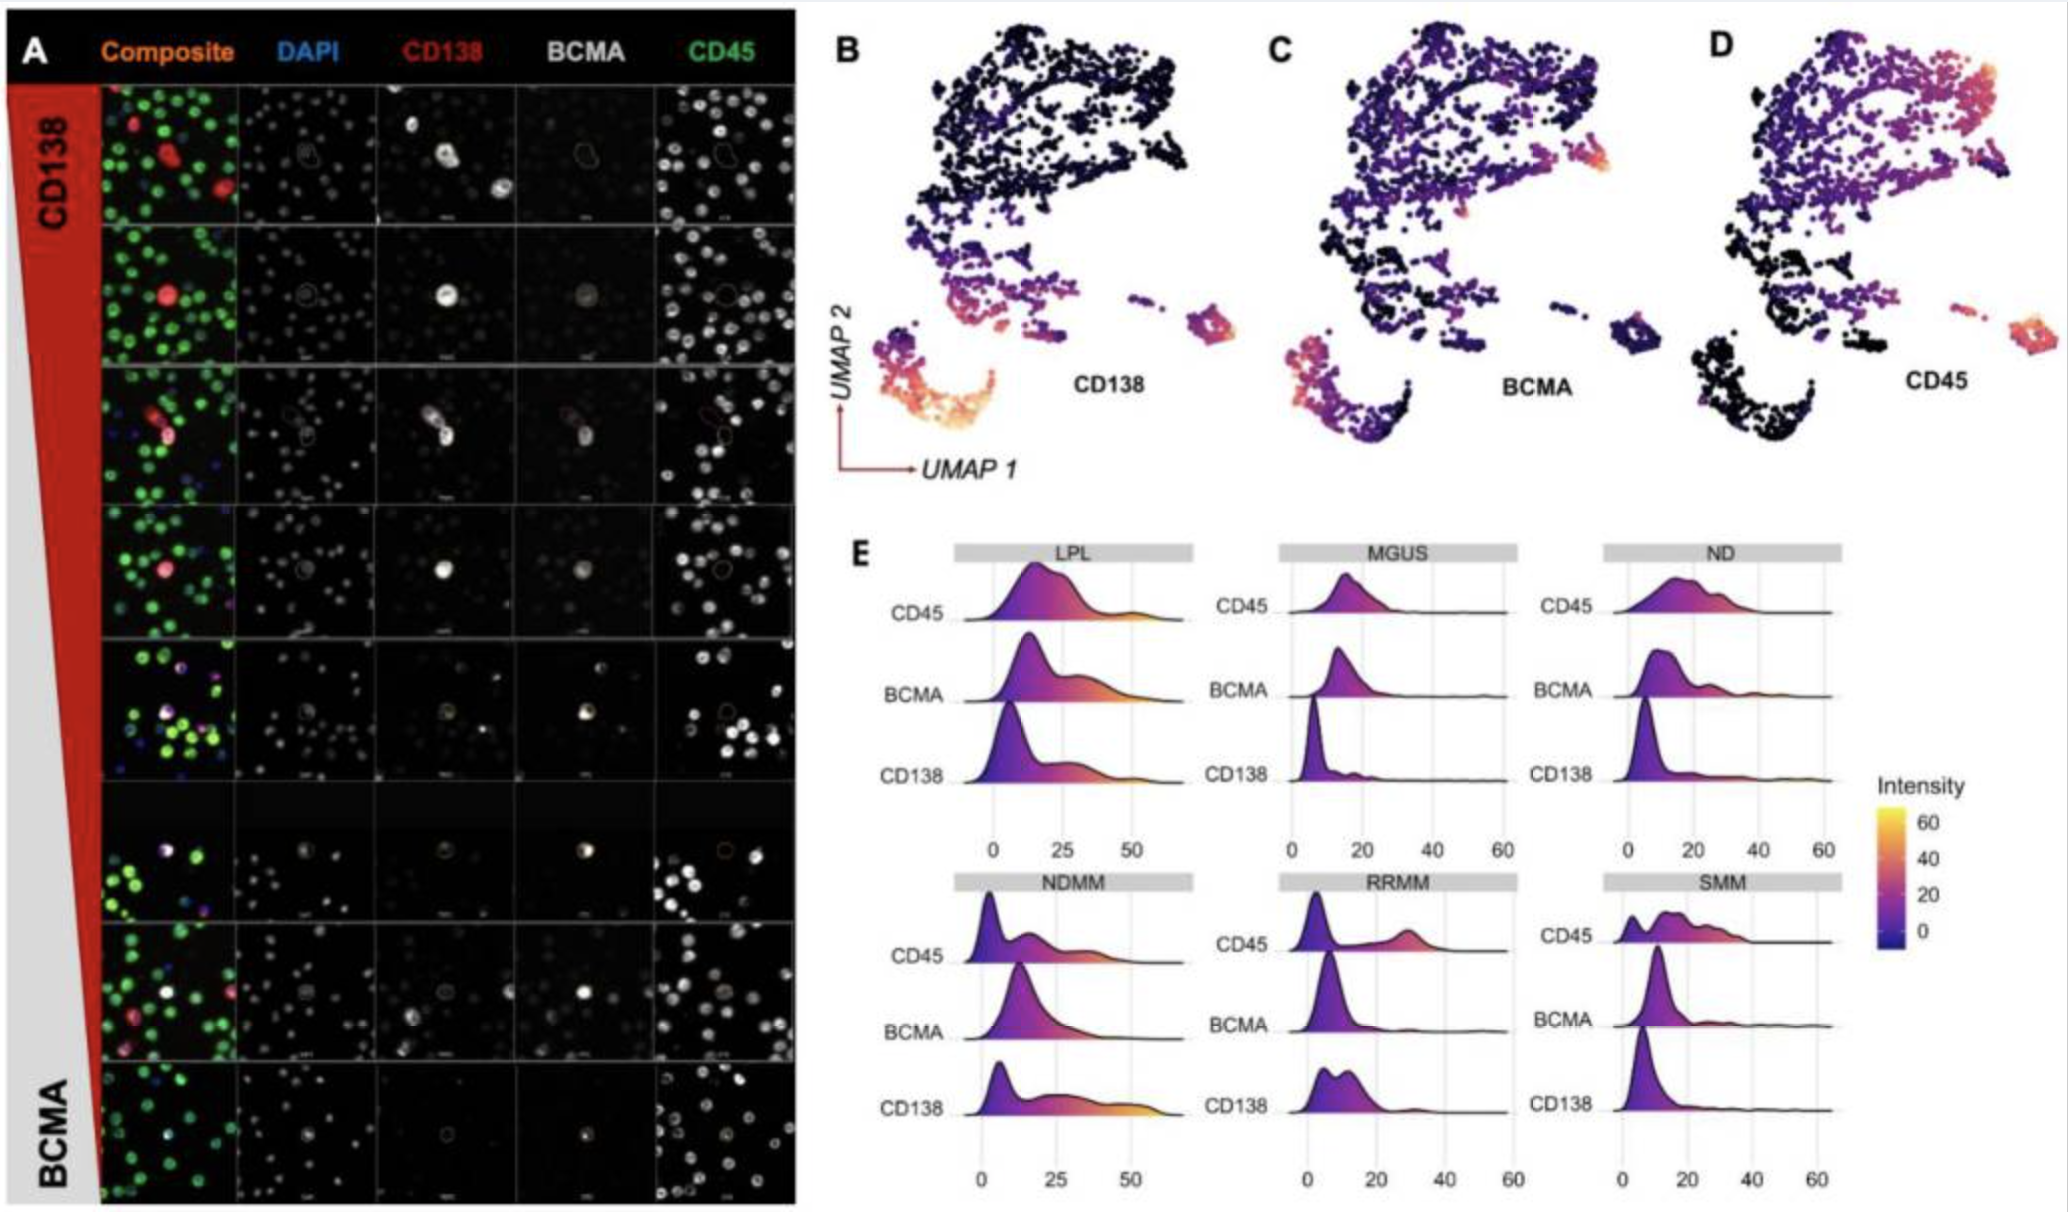 A
Composite DAPI CD138 BCMA CD45
CD138
BCMA
B
UMAP 2
UMAP 1
CD138
C
BCMA
D
CD45
E
LPL MGUS ND
CD45 CD45 CD45
BCMA BCMA BCMA
CD138 CD138 CD138
0 25 50 0 20 40 60 0 20 40 60
NDMM RRMM SMM
CD45 CD45 CD45
BCMA BCMA BCMA
CD138 CD138 CD138
0 25 50 0 20 40 60 0 20 40 60
Intensity
60
40
20
0